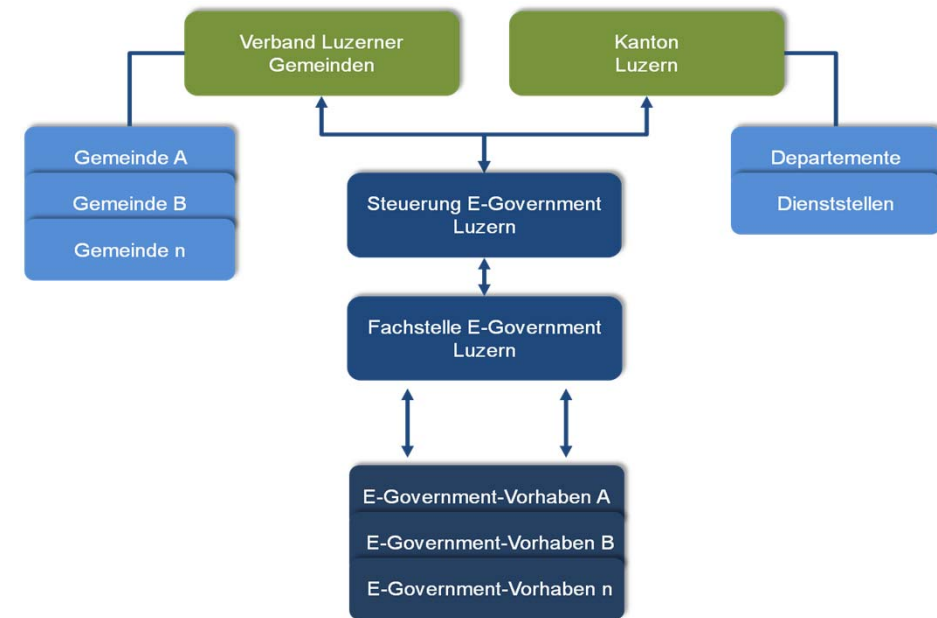 Verband Luzerner
Gemeinden
Kanton
Luzern
Gemeinde A
Gemeinde B
Gemeinde n
Departemente
Dienststellen
Steuerung E-Government
Luzern
Fachstelle E-Government
Luzern
E-Government-Vorhaben A
E-Government-Vorhaben B
E-Government-Vorhaben n